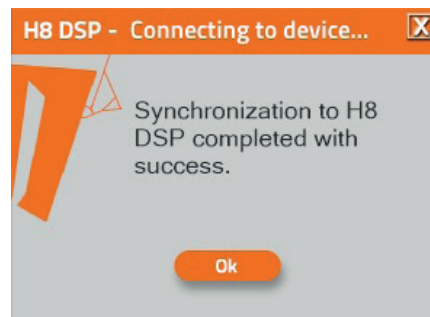 H8 DSP - Connecting to device... X
Synchronization to H8
DSP completed with
success.
Ok